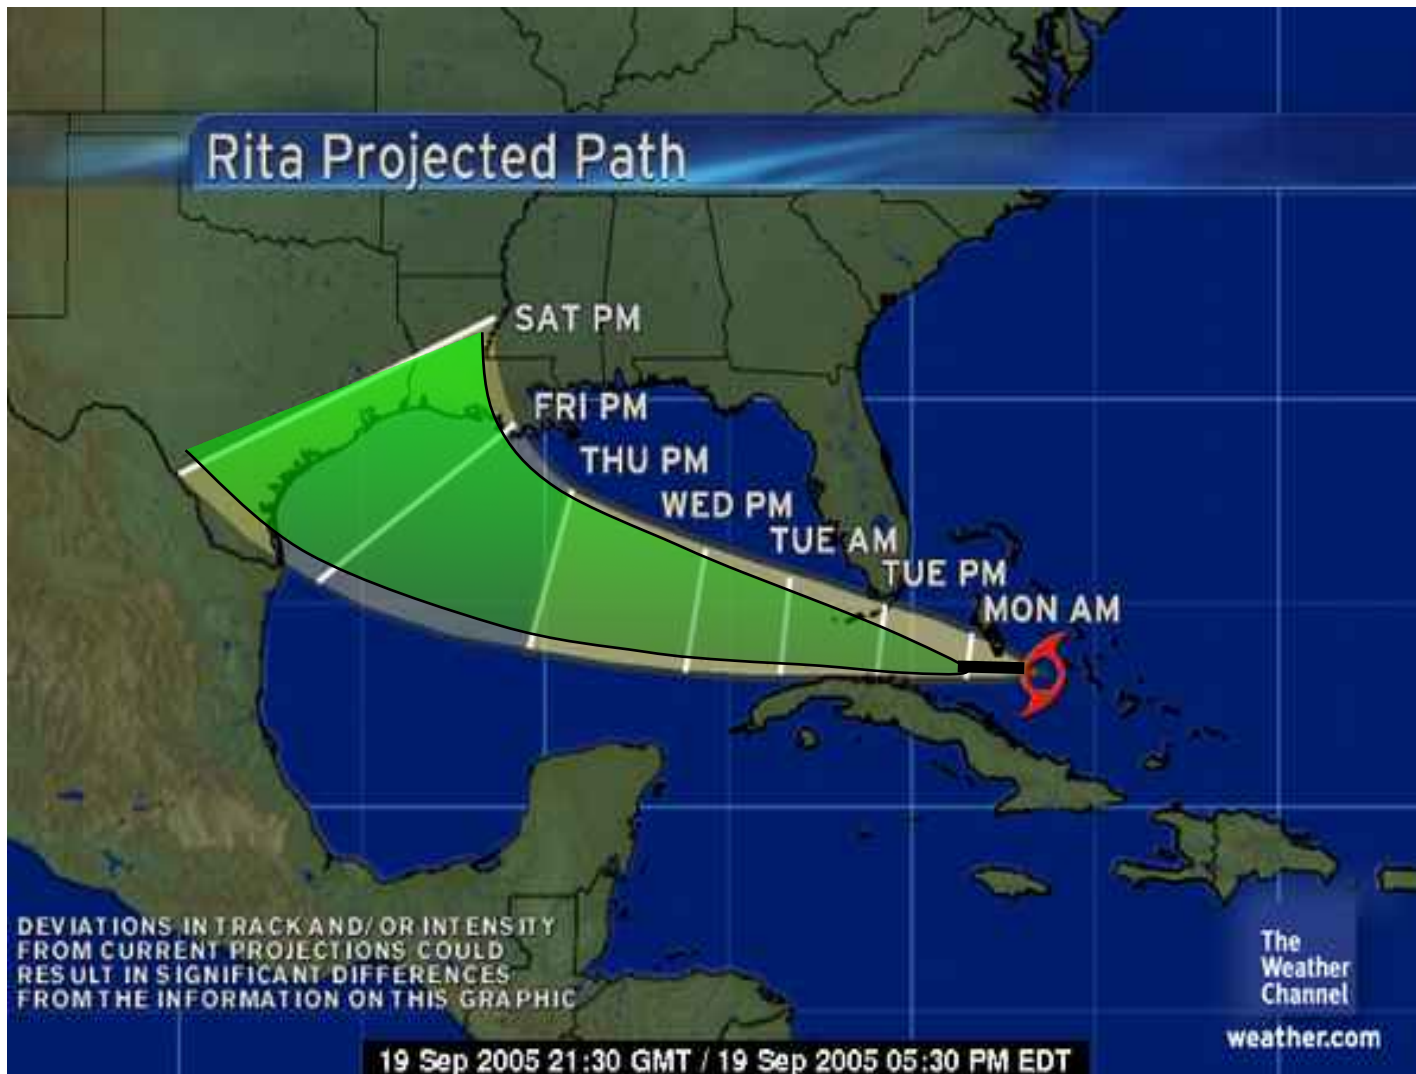 Rita Projected Path
SAT PM
FRI PM
THU PM
WED PM
TUE AM
TUE PM
MON AM
DEVIATIONS IN TRACK AND/OR INTENSITY
FROM CURRENT PROJECTIONS COULD
RESULT IN SIGNIFICANT DIFFERENCES
FROM THE INFORMATION ON THIS GRAPHIC
The
Weather
Channel
weather.com
19 Sep 2005 21:30 GMT / 19 Sep 2005 05:30 PM EDT